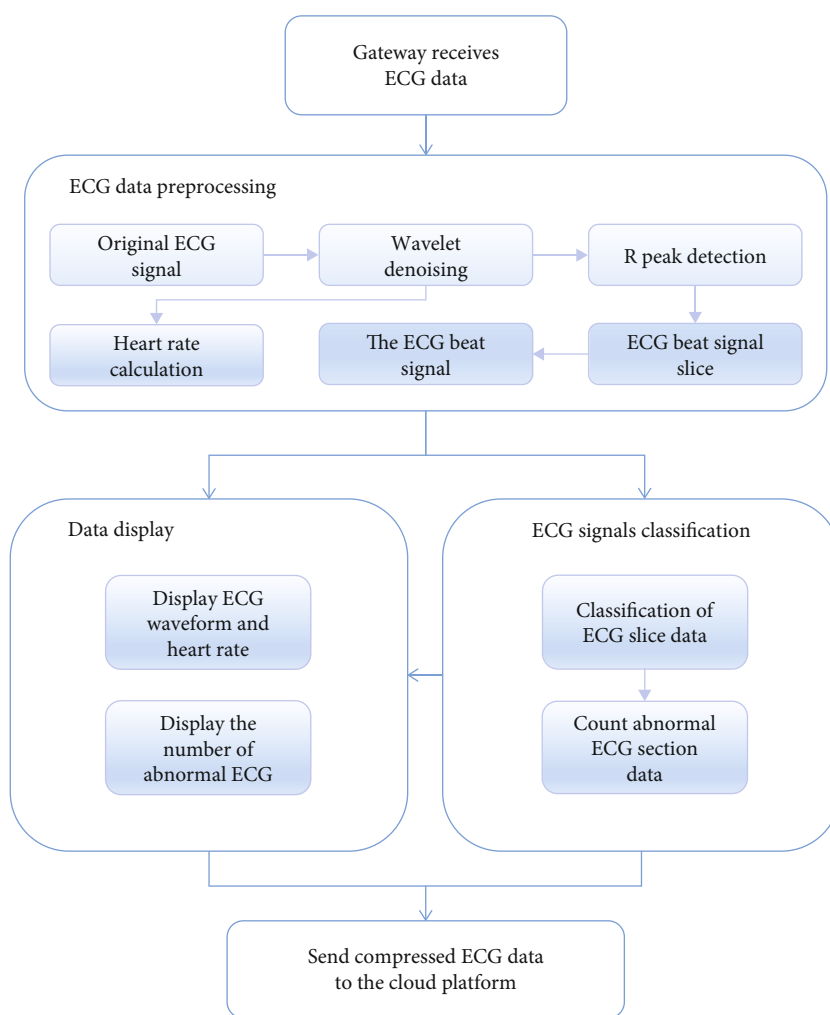 Gateway receives
ECG data
ECG data preprocessing
Original ECG
signal
Wavelet
denoising
R peak detection
Heart rate
calculation
The ECG beat
signal
ECG beat signal
slice
Data display
Display ECG
waveform and
heart rate
Display the
number of
abnormal ECG
ECG signals classification
Classification of
ECG slice data
Count abnormal
ECG section
data
Send compressed ECG data
to the cloud platform